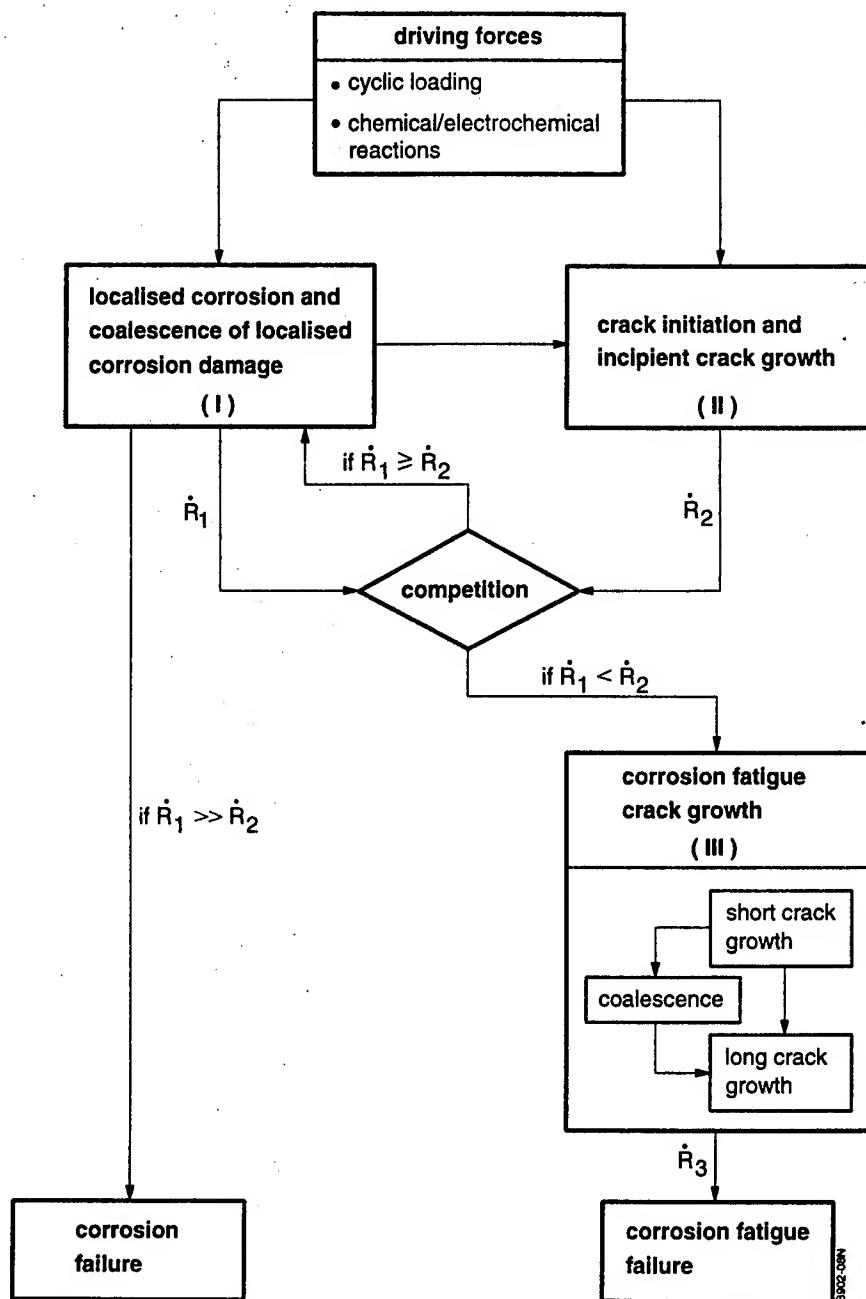 driving forces
• cyclic loading
• chemical/electrochemical
reactions
localised corrosion and
coalescence of localised
corrosion damage
( I )
crack initiation and
incipient crack growth
( II )
if Ṙ1 ≥ Ṙ2
Ṙ1
Ṙ2
competition
if Ṙ1 < Ṙ2
corrosion fatigue
crack growth
( III )
if Ṙ1 >> Ṙ2
short crack
growth
coalescence
long crack
growth
Ṙ3
corrosion
failure
corrosion fatigue
failure